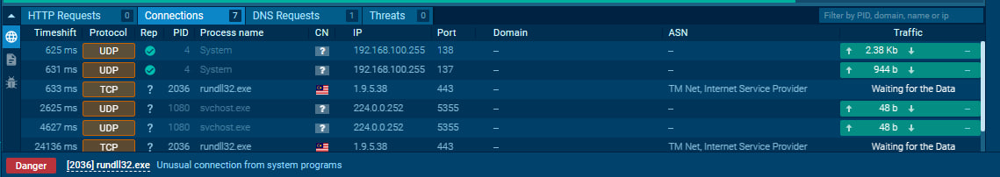 HTTP Requests 0 Connections 7 DNS Requests 1 Threats 0 Filter by PID, domain, name or ip
Timeshift Protocol Rep PID Process name CN IP Port Domain ASN Traffic
625 ms UDP 4 System ? 192.168.100.255 138 – – 2.38 Kb –
631 ms UDP 4 System ? 192.168.100.255 137 – – 944 b –
633 ms TCP ? 2036 rundll32.exe 1.9.5.38 443 – TM Net, Internet Service Provider Waiting for the Data
2625 ms UDP ? 1080 svchost.exe ? 224.0.0.252 5355 – – 48 b –
4627 ms UDP ? 1080 svchost.exe ? 224.0.0.252 5355 – – 48 b –
24136 ms TCP ? 2036 rundll32.exe 1.9.5.38 443 – TM Net, Internet Service Provider Waiting for the Data
Danger [2036] rundll32.exe Unusual connection from system programs